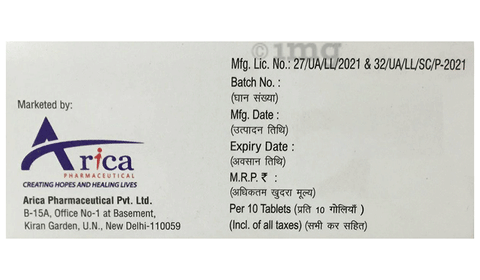 1mg
Mfg. Lic. No.: 27/UA/LL/2021 & 32/UA/LL/SC/P-2021
Batch No. :
(घान संख्या)
Mfg. Date :
(उत्पादन तिथि)
Expiry Date :
(अवसान तिथि)
M.R.P. ₹ :
(अधिकतम खुदरा मूल्य)
Per 10 Tablets (प्रति 10 गोलियाँ )
(Incl. of all taxes) (सभी कर सहित)
Marketed by:
Arica
PHARMACEUTICAL
CREATING HOPES AND HEALING LIVES
Arica Pharmaceutical Pvt. Ltd.
B-15A, Office No-1 at Basement,
Kiran Garden, U.N., New Delhi-110059